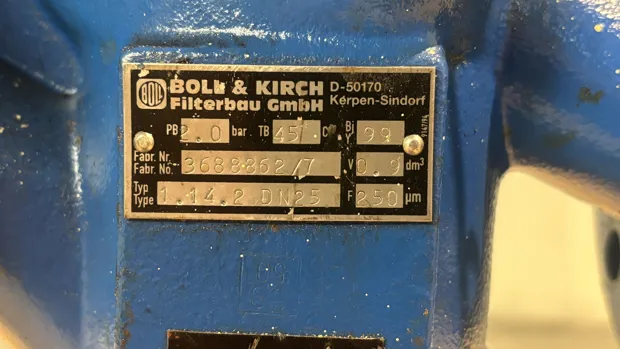 BOLL
BOLL & KIRCH
Filterbau GmbH
D-50170
Kerpen-Sindorf
PB 2.0 bar. TB 45 °C Bj 99
Fabr. Nr.
Fabr. No. 3688862/7 V 0.9 dm³
Typ
Type 1.14.2 DN25 F 250 µm